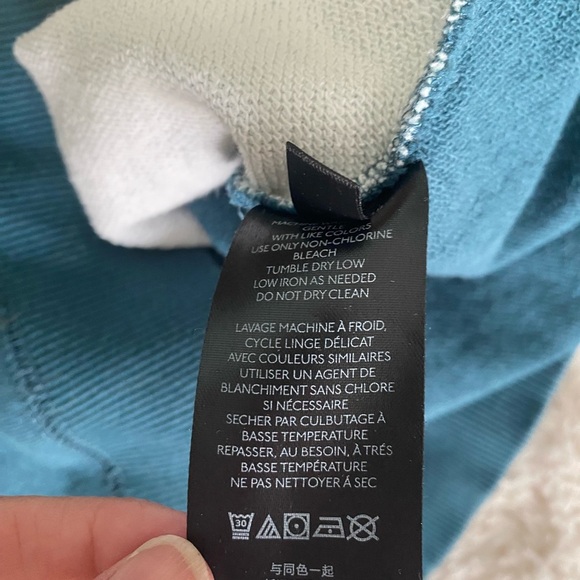 GENTLE
WITH LIKE COLORS
USE ONLY NON-CHLORINE
BLEACH
TUMBLE DRY LOW
LOW IRON AS NEEDED
DO NOT DRY CLEAN
LAVAGE MACHINE À FROID,
CYCLE LINGE DÉLICAT
AVEC COULEURS SIMILAIRES
UTILISER UN AGENT DE
BLANCHIMENT SANS CHLORE
SI NÉCESSAIRE
SECHER PAR CULBUTAGE À
BASSE TEMPERATURE
REPASSER, AU BESOIN, À TRÉS
BASSE TEMPÉRATURE
NE PAS NETTOYER Á SEC
30
与同色一起